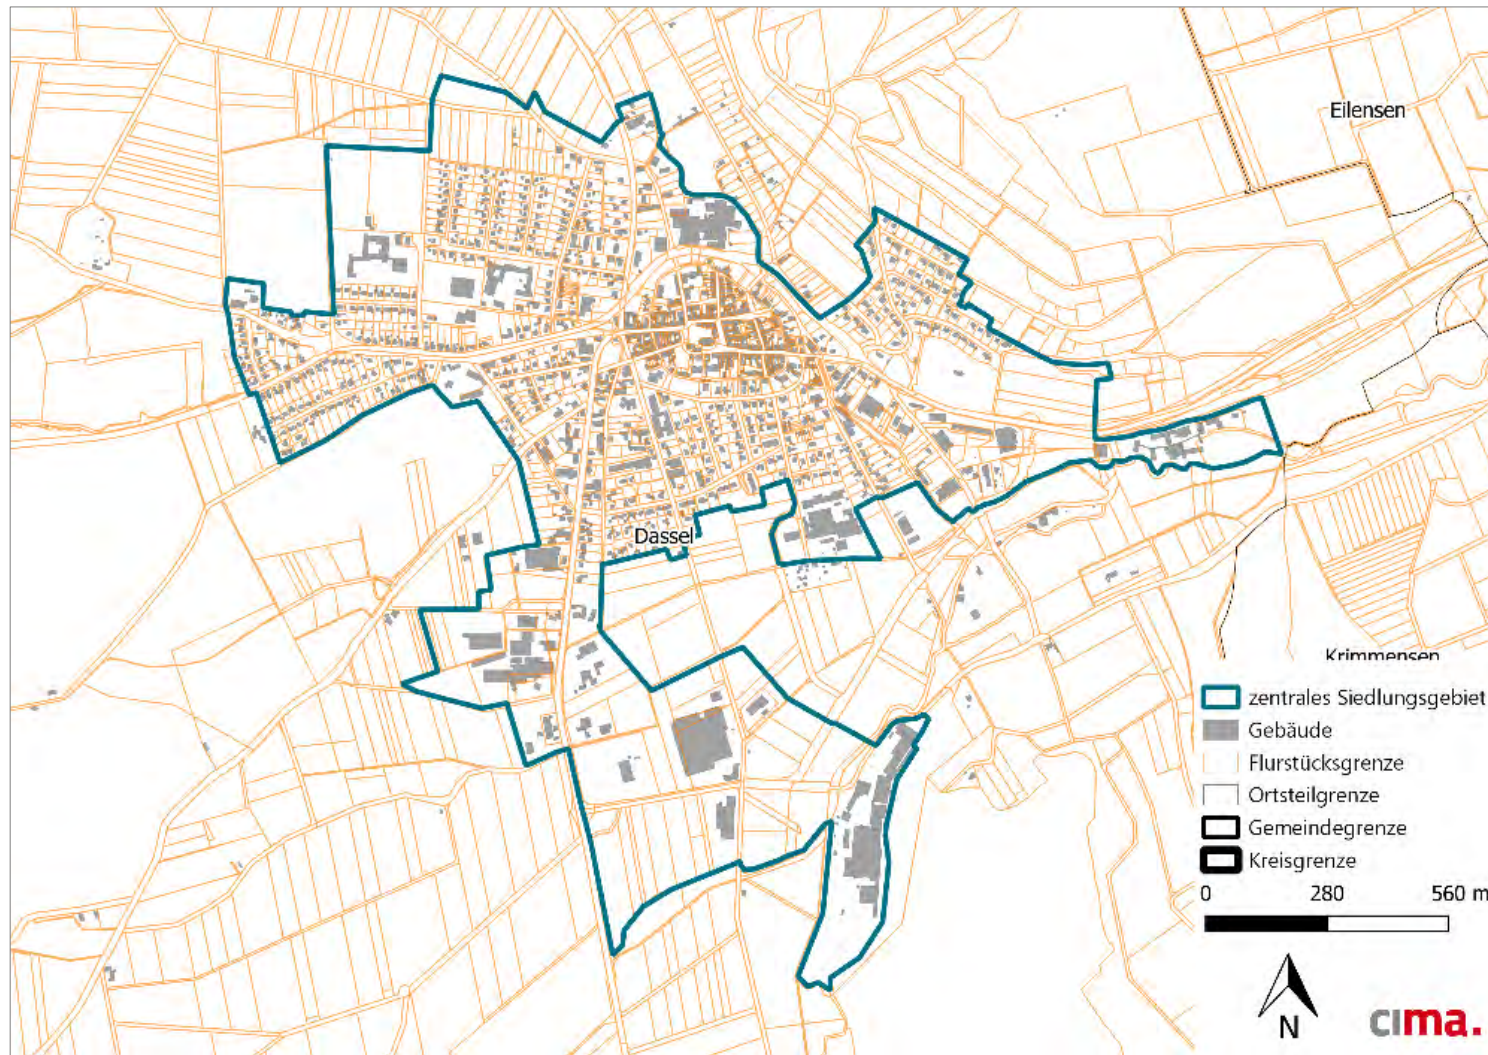 Eilensen
Dassel
Krimmensen
zentrales Siedlungsgebiet
Gebäude
Flurstücksgrenze
Ortsteilgrenze
Gemeindegrenze
Kreisgrenze
0 280 560 m
N
cima.